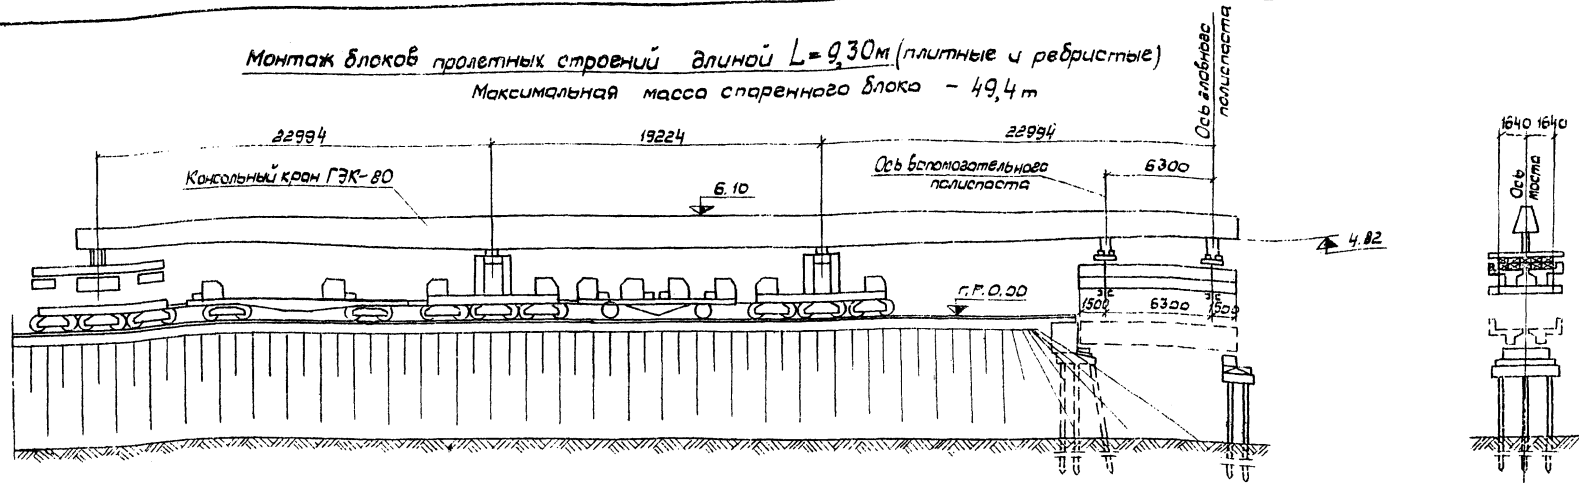 Монтаж блоков пролетных строений длиной L=9,30м (плитные и ребристые)
Максимальная масса спаренного блока - 49,4т
Ось главного
полиспаста
22994
19224
22994
1640 1640
Консольный кран ГЭК-80
Ось вспомогательного
полиспаста
6300
Ось
моста
6.10
4.82
г.Р.0,00
1500
6300
1500